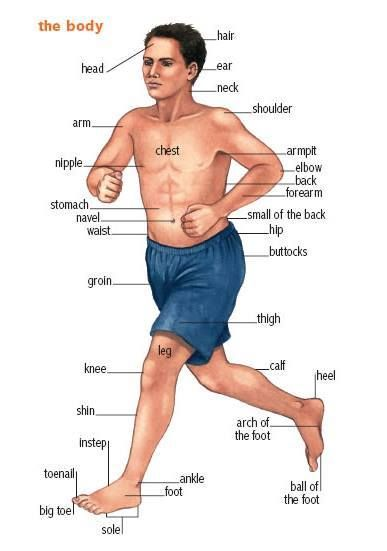 the body
hair
head
ear
neck
shoulder
arm
chest
armpit
nipple
elbow
back
forearm
stomach
small of the back
navel
waist
hip
buttocks
groin
thigh
leg
knee
calf
heel
shin
arch of
the foot
instep
toenail
ankle
foot
ball of
the foot
big toe
sole